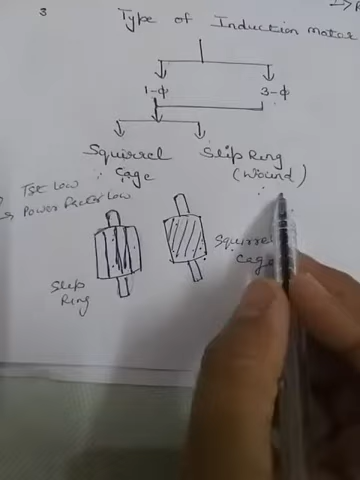 3
Type of Induction Motor
1-Φ
3-Φ
Squirrel Cage
Slip Ring
(Wound)
Tst Low
Power Factor Low
Squirrel
Cage
Slip
Ring